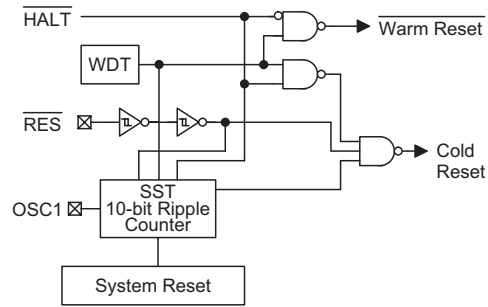 HALT
Warm Reset
WDT
RES
Cold
Reset
SST
10-bit Ripple
Counter
OSC1
System Reset